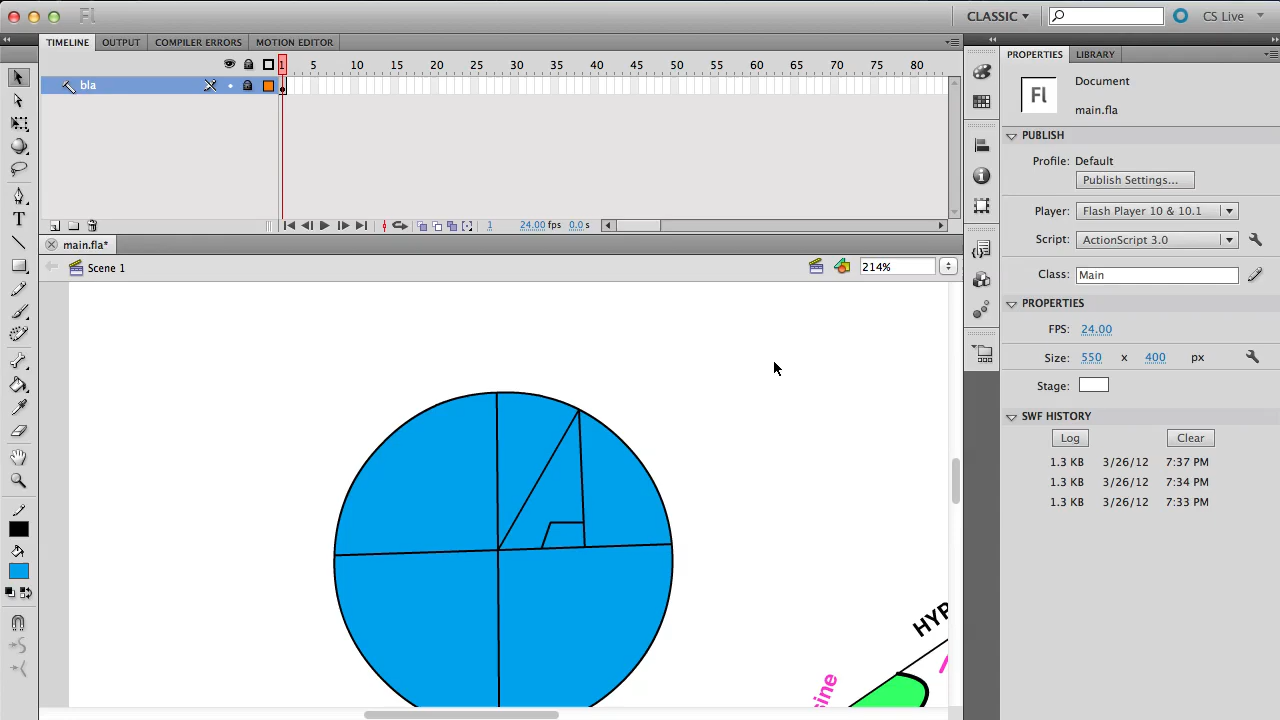 Fl
CLASSIC
CS Live
TIMELINE OUTPUT COMPILER ERRORS MOTION EDITOR
1 5 10 15 20 25 30 35 40 45 50 55 60 65 70 75 80
bla
1 24.00 fps 0.0 s
main.fla*
Scene 1
214%
HYP
sine
PROPERTIES LIBRARY
Fl
Document
main.fla
PUBLISH
Profile: Default
Publish Settings...
Player: Flash Player 10 & 10.1
Script: ActionScript 3.0
Class: Main
PROPERTIES
FPS: 24.00
Size: 550 x 400 px
Stage:
SWF HISTORY
Log Clear
1.3 KB 3/26/12 7:37 PM
1.3 KB 3/26/12 7:34 PM
1.3 KB 3/26/12 7:33 PM